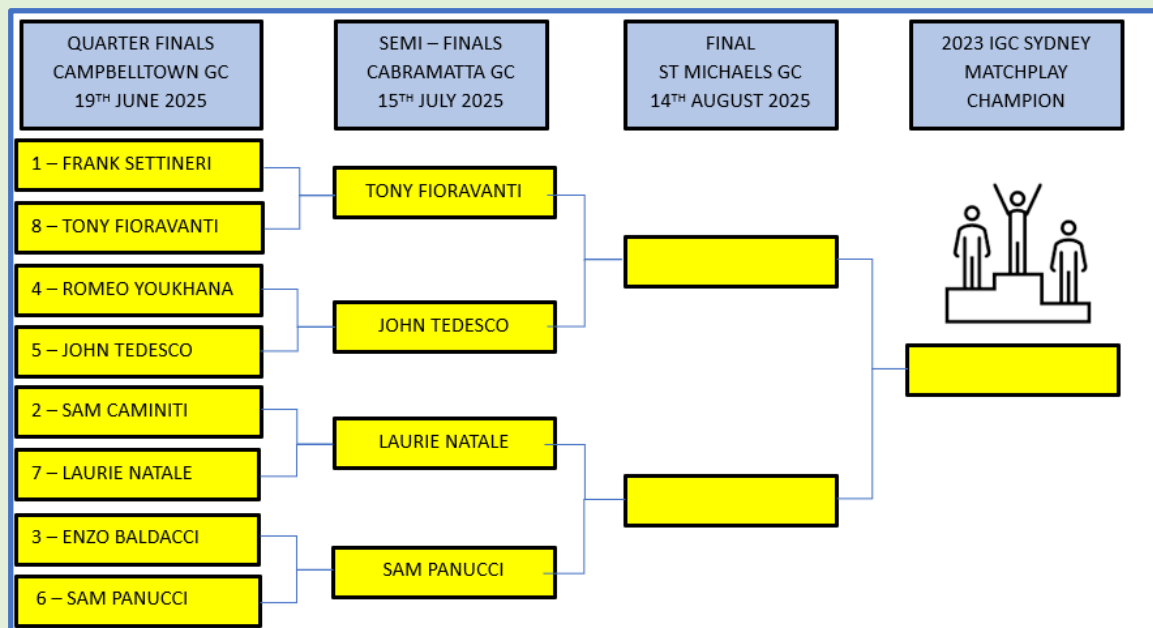 QUARTER FINALS
CAMPBELLTOWN GC
19TH JUNE 2025
SEMI – FINALS
CABRAMATTA GC
15TH JULY 2025
FINAL
ST MICHAELS GC
14TH AUGUST 2025
2023 IGC SYDNEY
MATCHPLAY
CHAMPION
1 – FRANK SETTINERI
8 – TONY FIORAVANTI
4 – ROMEO YOUKHANA
5 – JOHN TEDESCO
2 – SAM CAMINITI
7 – LAURIE NATALE
3 – ENZO BALDACCI
6 – SAM PANUCCI
TONY FIORAVANTI
JOHN TEDESCO
LAURIE NATALE
SAM PANUCCI